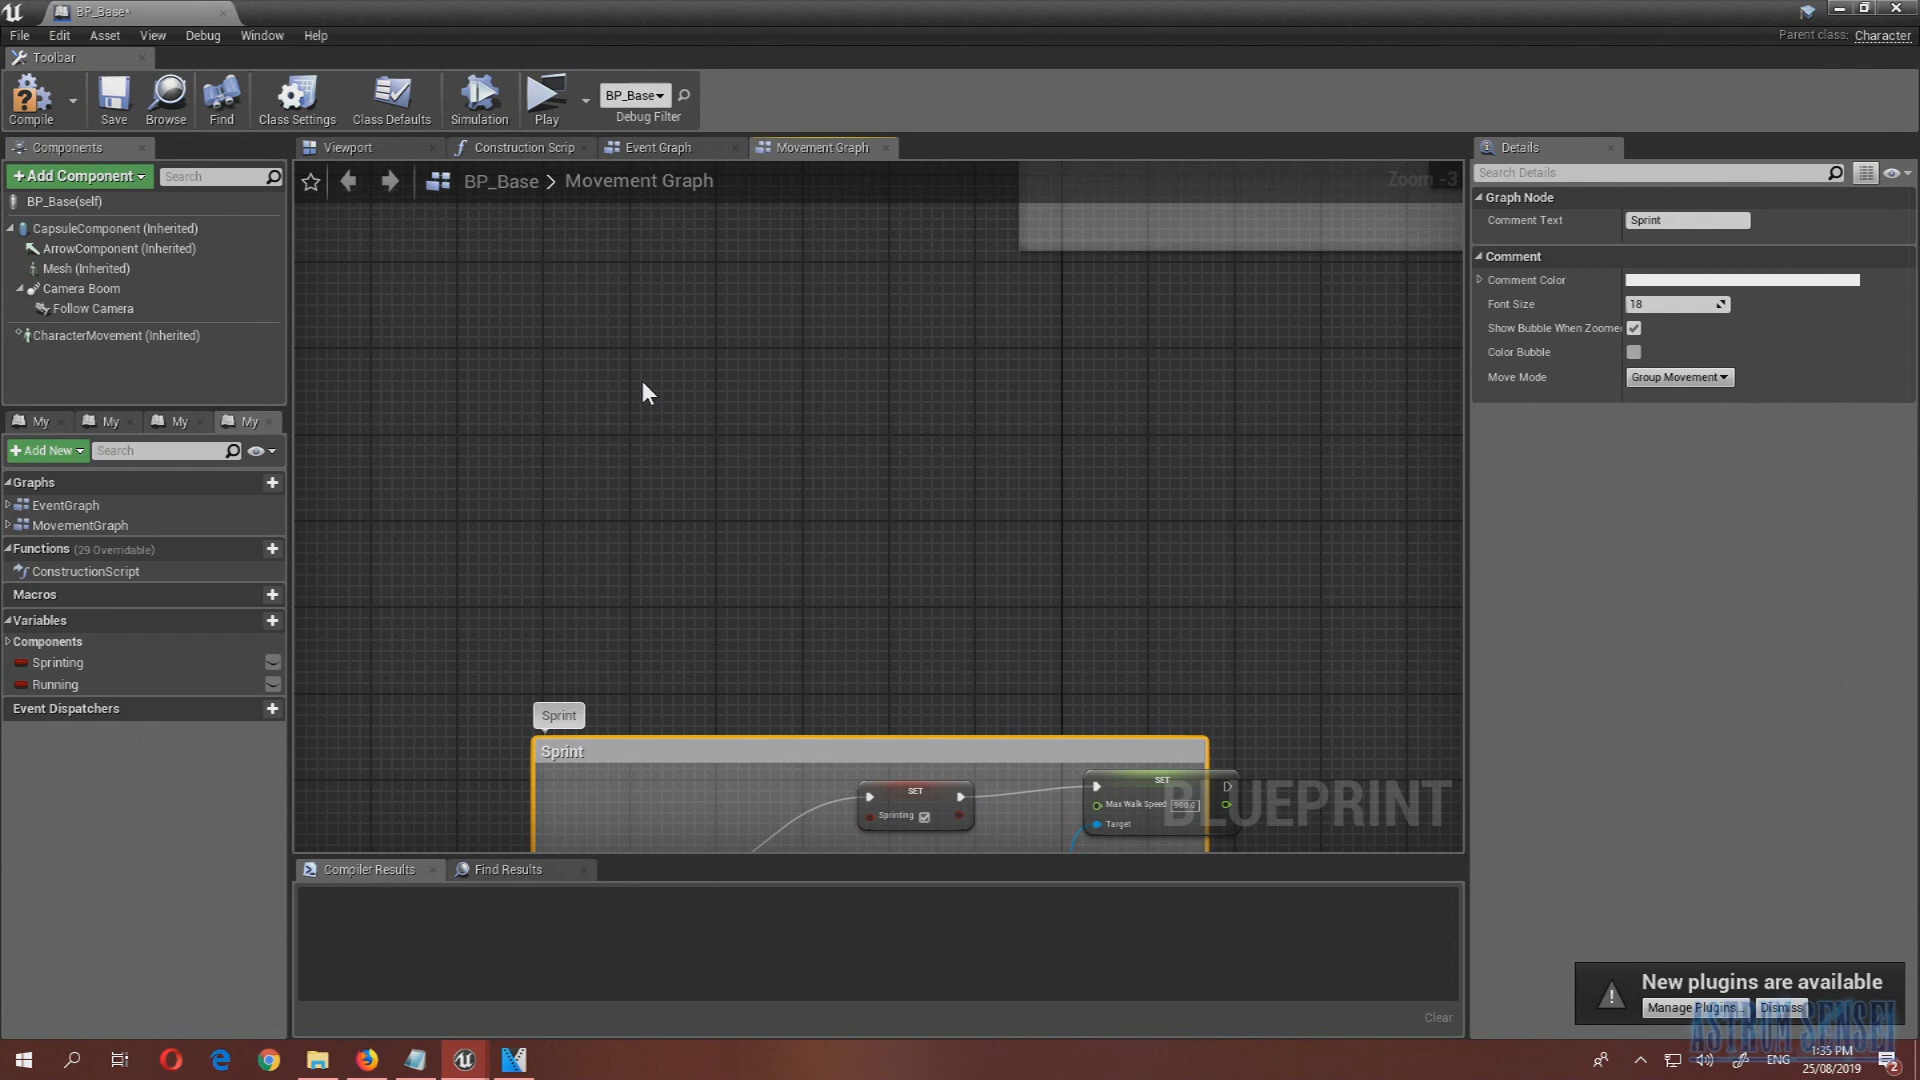 BP_Base*
File Edit Asset View Debug Window Help
Parent class: Character
Toolbar
Compile Save Browse Find Class Settings Class Defaults Simulation Play
BP_Base
Debug Filter
Components
Viewport Construction Scrip Event Graph Movement Graph
Details
+Add Component Search
BP_Base > Movement Graph
Zoom -3
Search Details
BP_Base(self)
Graph Node
Comment Text Sprint
CapsuleComponent (Inherited)
ArrowComponent (Inherited)
Mesh (Inherited)
Camera Boom
Follow Camera
CharacterMovement (Inherited)
Comment
Comment Color
Font Size 18
Show Bubble When Zoome
Color Bubble
Move Mode Group Movement
My My My My
+Add New Search
Graphs
EventGraph
MovementGraph
Functions (29 Overridable)
ConstructionScript
Macros
Variables
Components
Sprinting
Running
Event Dispatchers
Sprint
Sprint
SET
Sprinting
SET
Max Walk Speed 900.0
Target
BLUEPRINT
Compiler Results Find Results
Clear
New plugins are available
Manage Plugins... Dismiss
ASTRUM SENSEI
ENG
1:35 PM
25/08/2019
2